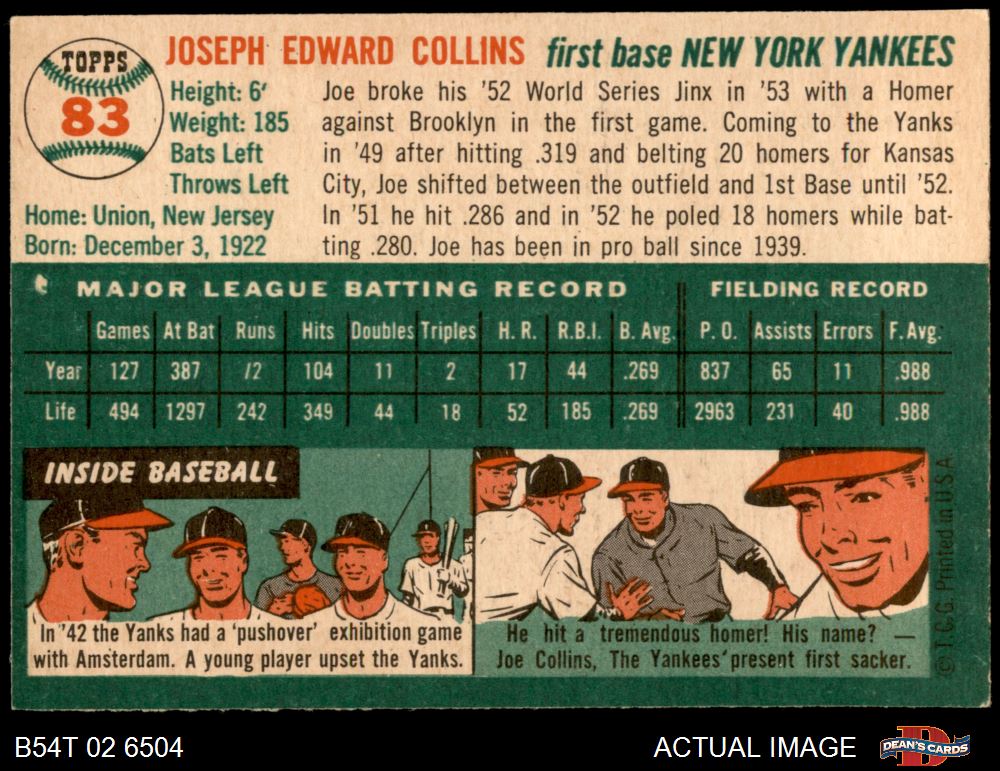 TOPPS
83
JOSEPH EDWARD COLLINS first base NEW YORK YANKEES
Height: 6'
Weight: 185
Bats Left
Throws Left
Home: Union, New Jersey
Born: December 3, 1922
Joe broke his '52 World Series Jinx in '53 with a Homer
against Brooklyn in the first game. Coming to the Yanks
in '49 after hitting .319 and belting 20 homers for Kansas
City, Joe shifted between the outfield and 1st Base until '52.
In '51 he hit .286 and in '52 he poled 18 homers while bat-
ting .280. Joe has been in pro ball since 1939.
MAJOR LEAGUE BATTING RECORD FIELDING RECORD
Games At Bat Runs Hits Doubles Triples H. R. R.B.I. B. Avg. P. O. Assists Errors F. Avg.
Year 127 387 12 104 11 2 17 44 .269 837 65 11 .988
Life 494 1297 242 349 44 18 52 185 .269 2963 231 40 .988
INSIDE BASEBALL
In '42 the Yanks had a 'pushover' exhibition game
with Amsterdam. A young player upset the Yanks.
He hit a tremendous homer! His name? —
Joe Collins, The Yankees' present first sacker.
© T.C.G. Printed in U.S.A.
B54T 02 6504
ACTUAL IMAGE
DEAN'S CARDS